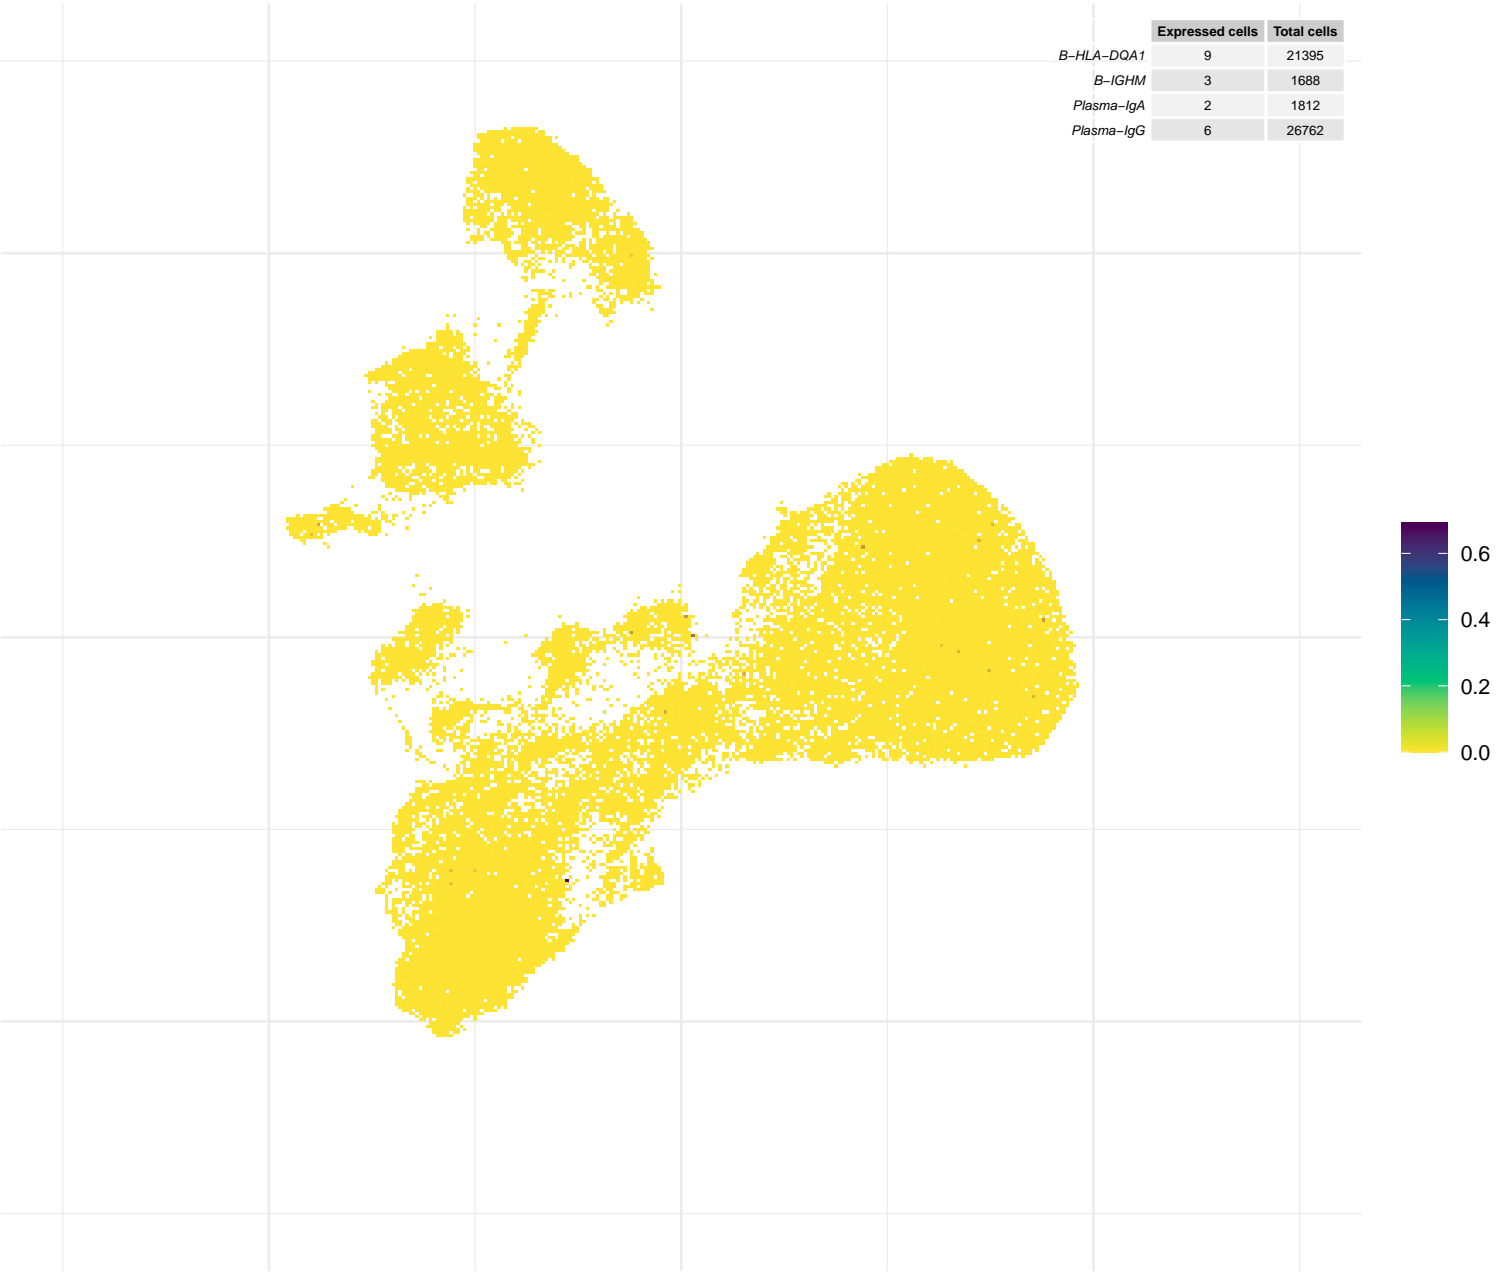 Expressed cells Total cells
B−HLA−DQA1 9 21395
B−IGHM 3 1688
Plasma−IgA 2 1812
Plasma−IgG 6 26762
0.6
0.4
0.2
0.0